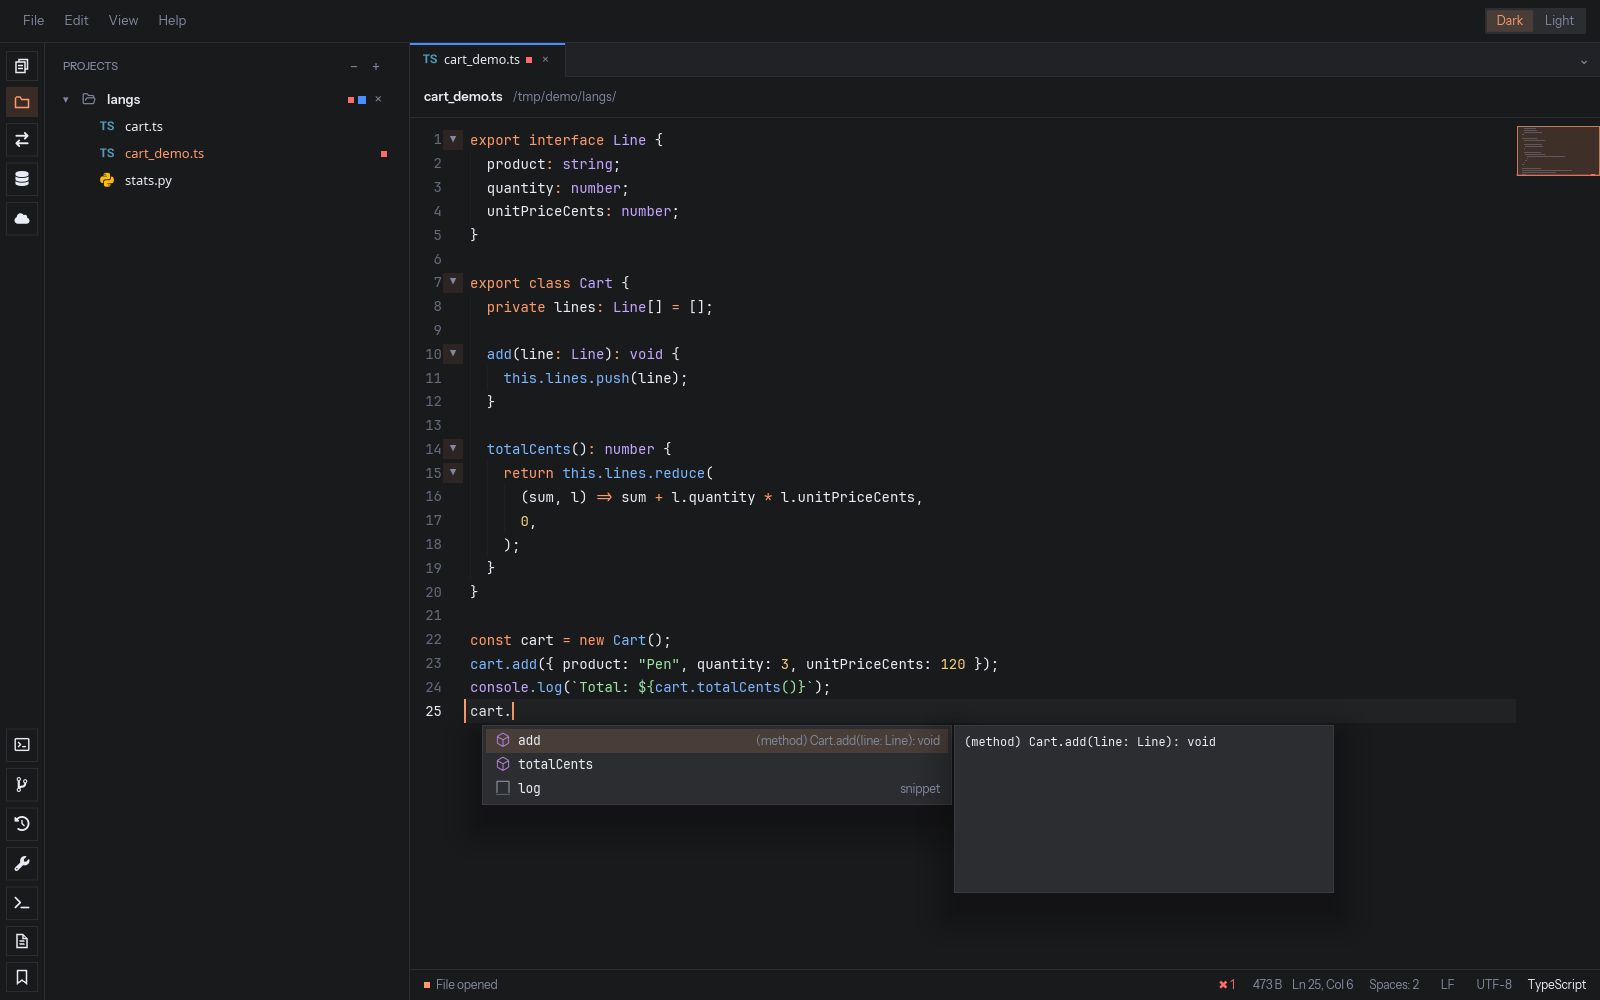 File Edit View Help
Dark Light
PROJECTS
langs
TS cart.ts
TS cart_demo.ts
stats.py
TS cart_demo.ts ×
cart_demo.ts /tmp/demo/langs/
1 export interface Line {
2 product: string;
3 quantity: number;
4 unitPriceCents: number;
5 }
6
7 export class Cart {
8 private lines: Line[] = [];
9
10 add(line: Line): void {
11 this.lines.push(line);
12 }
13
14 totalCents(): number {
15 return this.lines.reduce(
16 (sum, l) => sum + l.quantity * l.unitPriceCents,
17 0,
18 );
19 }
20 }
21
22 const cart = new Cart();
23 cart.add({ product: "Pen", quantity: 3, unitPriceCents: 120 });
24 console.log(`Total: ${cart.totalCents()}`);
25 cart.
add (method) Cart.add(line: Line): void
totalCents
log snippet
(method) Cart.add(line: Line): void
File opened
✖ 1 473 B Ln 25, Col 6 Spaces: 2 LF UTF-8 TypeScript